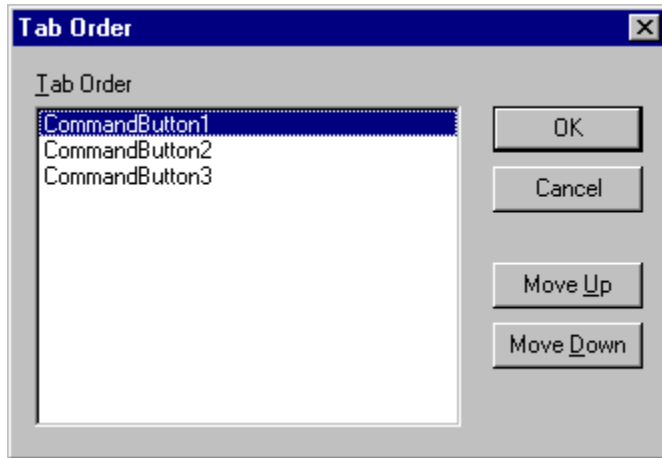 Tab Order
Tab Order
CommandButton1
CommandButton2
CommandButton3
OK
Cancel
Move Up
Move Down